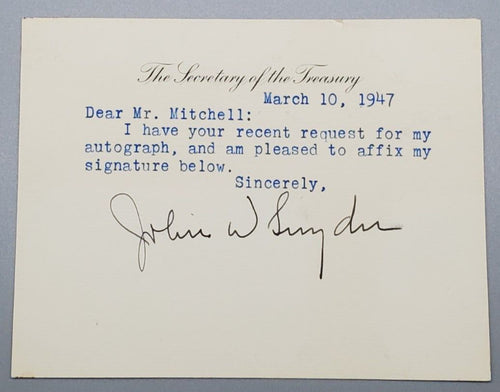 The Secretary of the Treasury
March 10, 1947
Dear Mr. Mitchell:
I have your recent request for my
autograph, and am pleased to affix my
signature below.
Sincerely,
John W Snyder